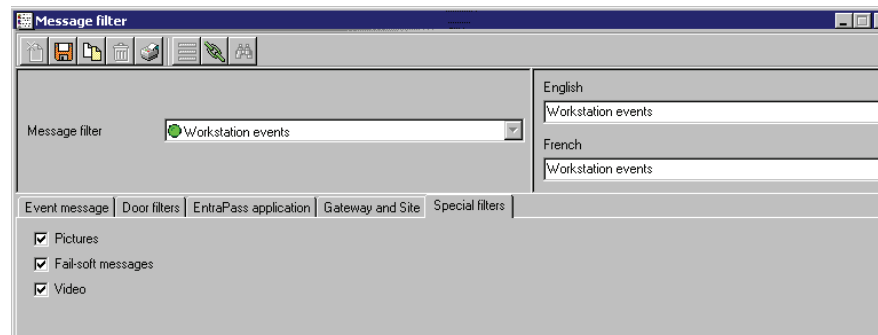 Message filter
English
Workstation events
Message filter
Workstation events
French
Workstation events
Event message
Door filters
EntraPass application
Gateway and Site
Special filters
Pictures
Fail-soft messages
Video